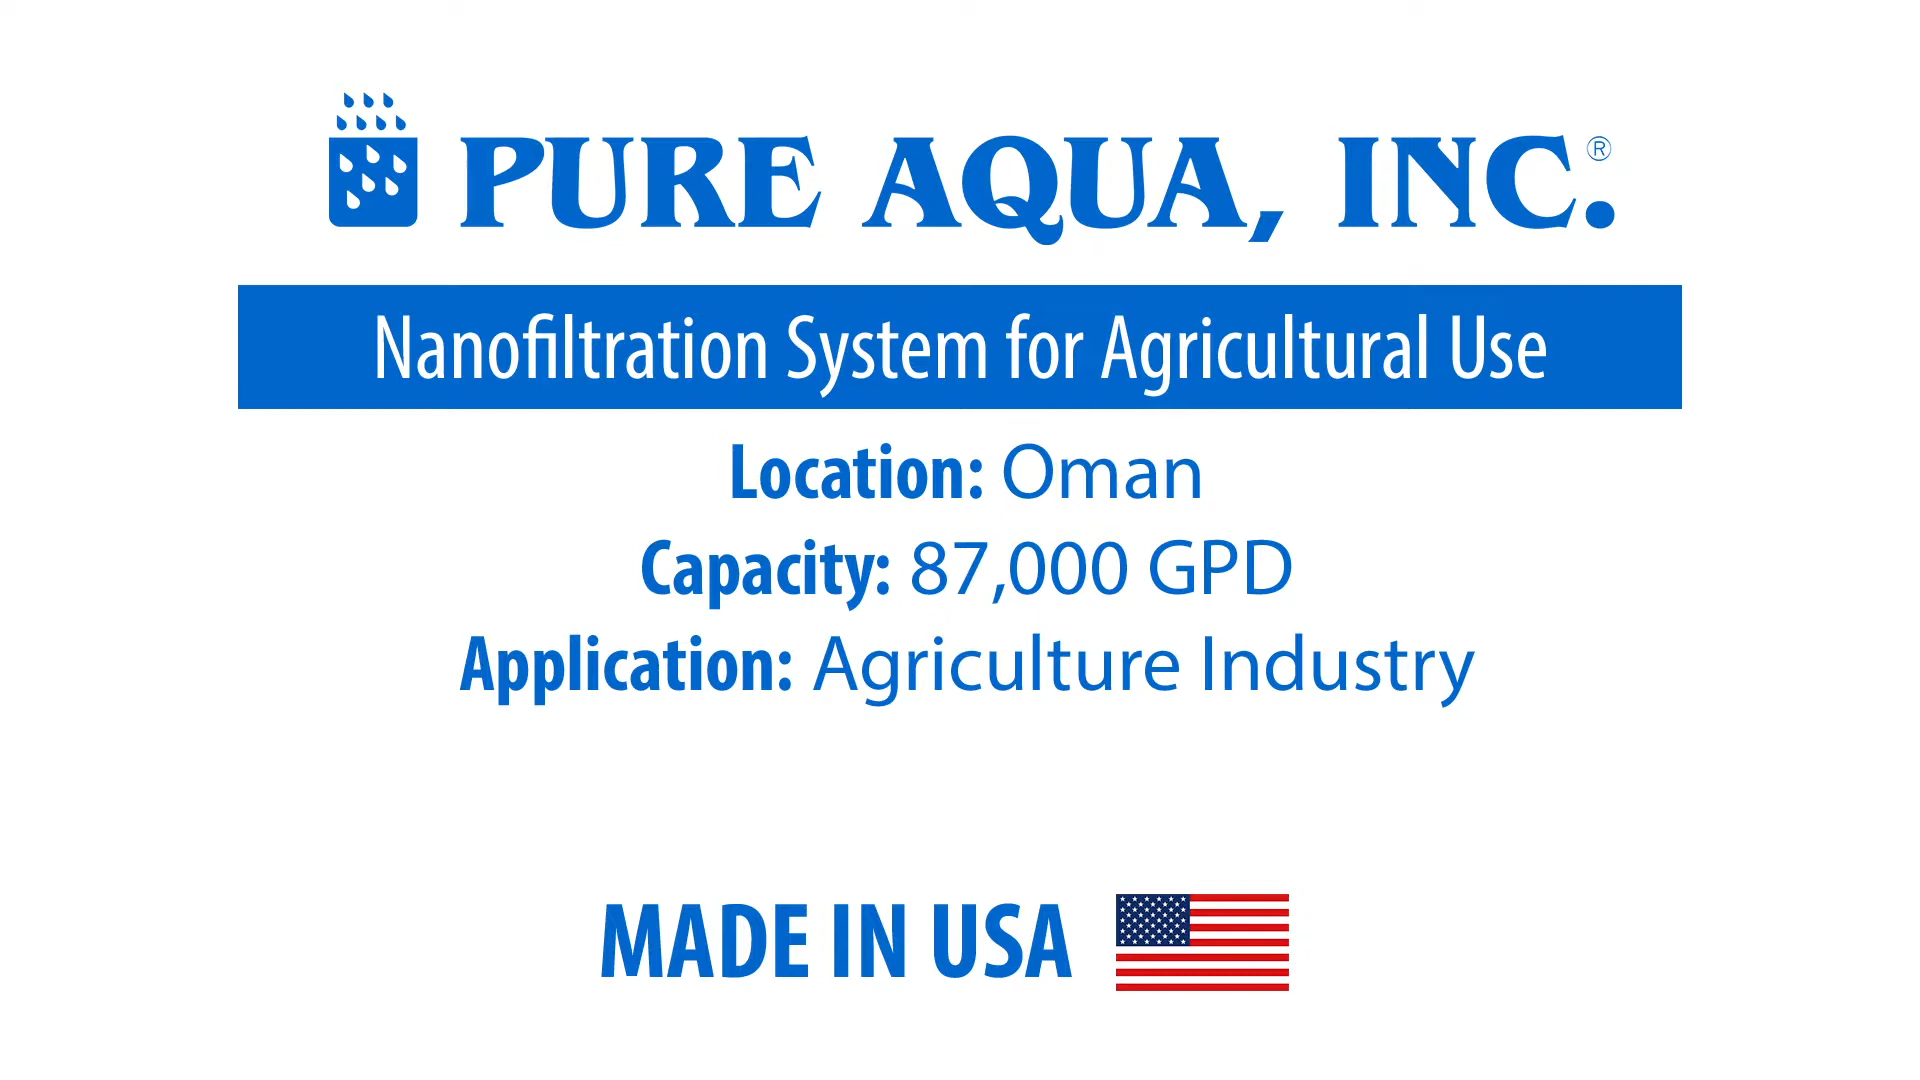 PURE AQUA, INC.®
Nanofiltration System for Agricultural Use
Location: Oman
Capacity: 87,000 GPD
Application: Agriculture Industry
MADE IN USA